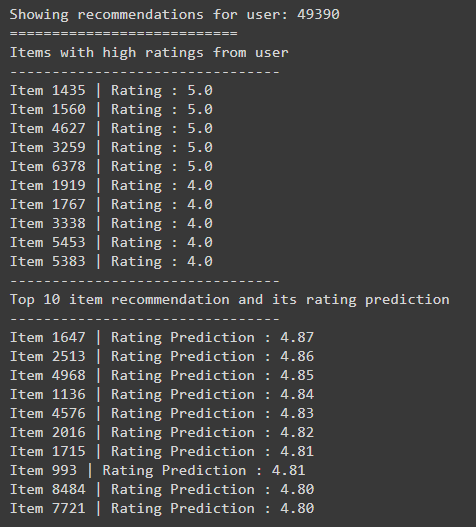 Showing recommendations for user: 49390
===========================
Items with high ratings from user
--------------------------------
Item 1435 | Rating : 5.0
Item 1560 | Rating : 5.0
Item 4627 | Rating : 5.0
Item 3259 | Rating : 5.0
Item 6378 | Rating : 5.0
Item 1919 | Rating : 4.0
Item 1767 | Rating : 4.0
Item 3338 | Rating : 4.0
Item 5453 | Rating : 4.0
Item 5383 | Rating : 4.0
--------------------------------
Top 10 item recommendation and its rating prediction
--------------------------------
Item 1647 | Rating Prediction : 4.87
Item 2513 | Rating Prediction : 4.86
Item 4968 | Rating Prediction : 4.85
Item 1136 | Rating Prediction : 4.84
Item 4576 | Rating Prediction : 4.83
Item 2016 | Rating Prediction : 4.82
Item 1715 | Rating Prediction : 4.81
Item 993 | Rating Prediction : 4.81
Item 8484 | Rating Prediction : 4.80
Item 7721 | Rating Prediction : 4.80